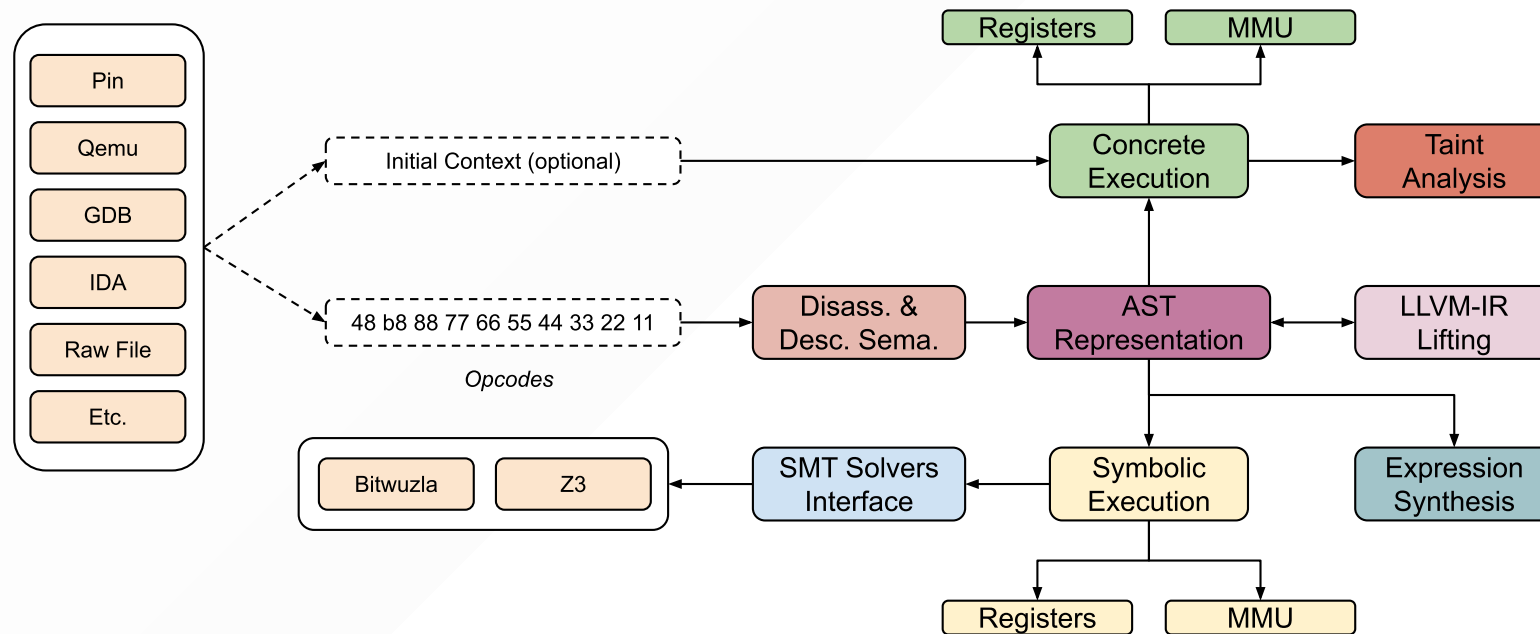 Registers
MMU
Pin
Qemu
GDB
IDA
Raw File
Etc.
Initial Context (optional)
Concrete
Execution
Taint
Analysis
48 b8 88 77 66 55 44 33 22 11
Opcodes
Disass. &
Desc. Sema.
AST
Representation
LLVM-IR
Lifting
Bitwuzla
Z3
SMT Solvers
Interface
Symbolic
Execution
Expression
Synthesis
Registers
MMU